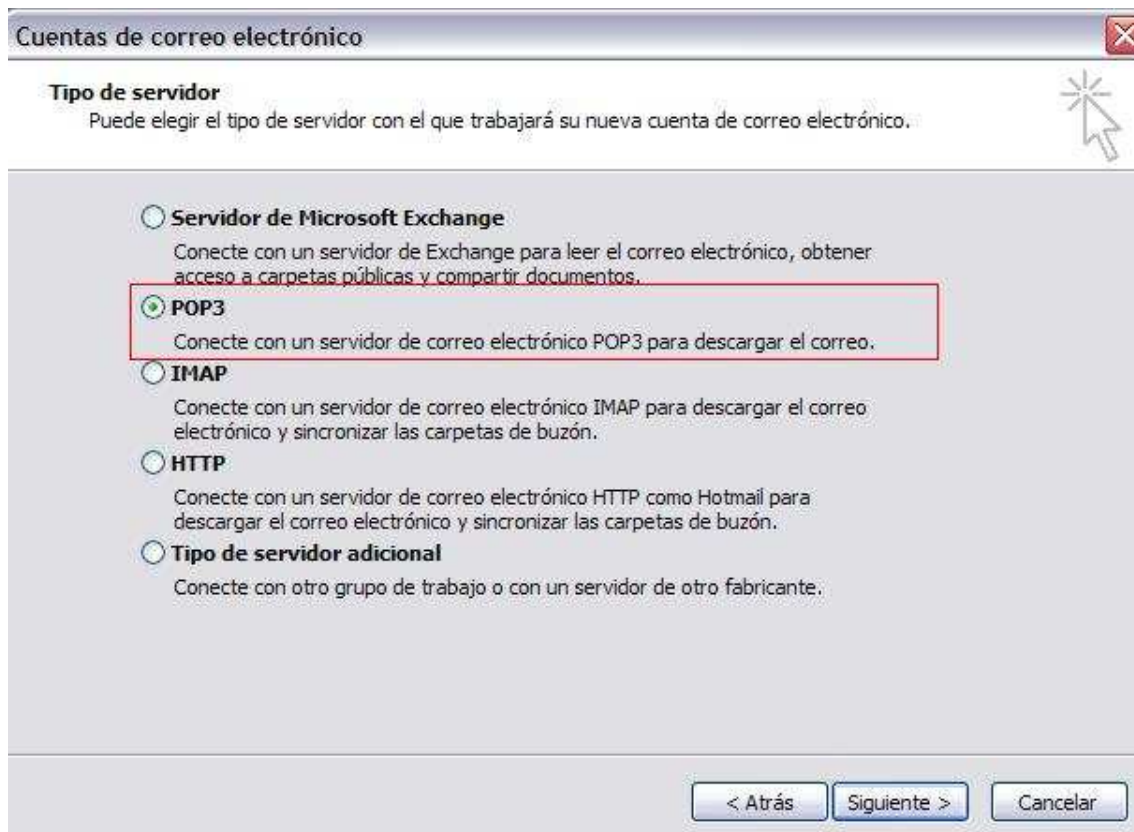 Cuentas de correo electrónico
Tipo de servidor
Puede elegir el tipo de servidor con el que trabajará su nueva cuenta de correo electrónico.
Servidor de Microsoft Exchange
Conecte con un servidor de Exchange para leer el correo electrónico, obtener
acceso a carpetas públicas y compartir documentos.
POP3
Conecte con un servidor de correo electrónico POP3 para descargar el correo.
IMAP
Conecte con un servidor de correo electrónico IMAP para descargar el correo
electrónico y sincronizar las carpetas de buzón.
HTTP
Conecte con un servidor de correo electrónico HTTP como Hotmail para
descargar el correo electrónico y sincronizar las carpetas de buzón.
Tipo de servidor adicional
Conecte con otro grupo de trabajo o con un servidor de otro fabricante.
< Atrás Siguiente > Cancelar